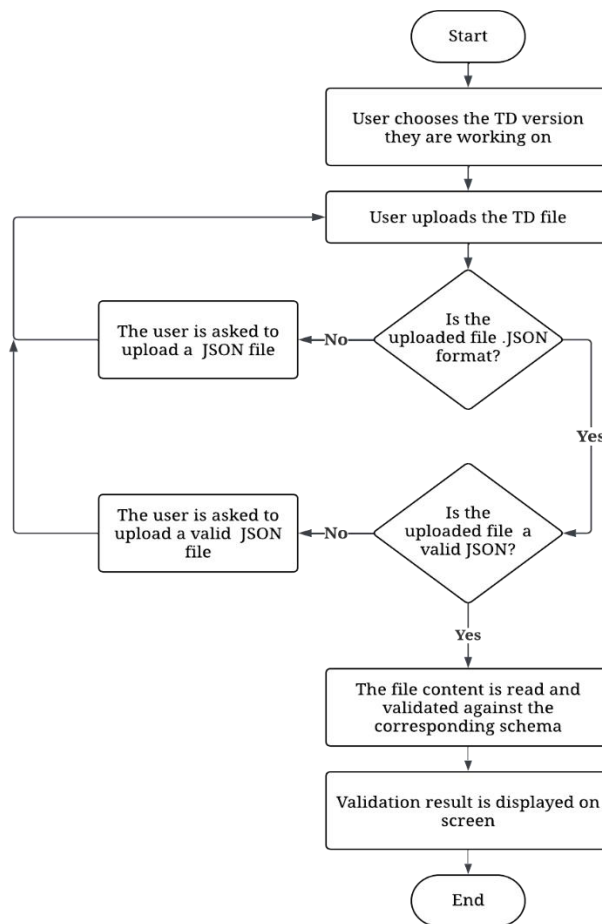 Start
User chooses the TD version
they are working on
User uploads the TD file
Is the
uploaded file .JSON
format?
No
The user is asked to
upload a JSON file
Yes
Is the
uploaded file a
valid JSON?
No
The user is asked to
upload a valid JSON
file
Yes
The file content is read and
validated against the
corresponding schema
Validation result is displayed on
screen
End